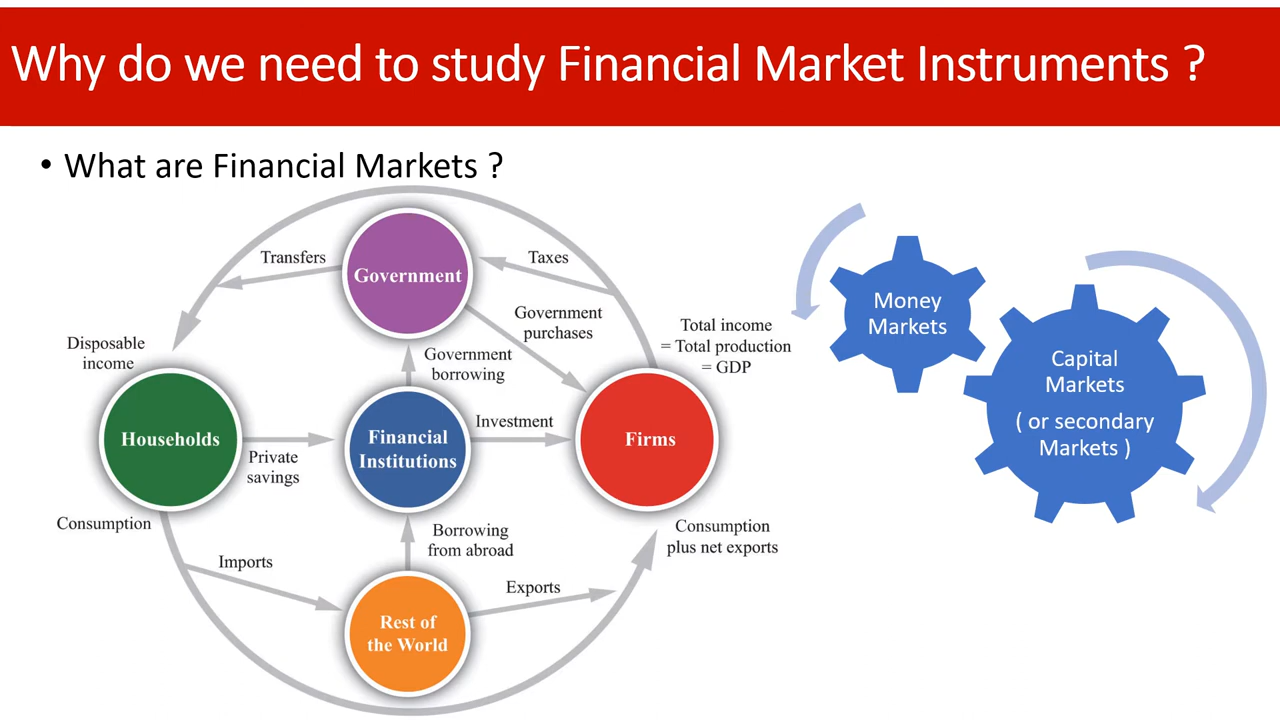 Why do we need to study Financial Market Instruments ?
• What are Financial Markets ?
Transfers
Government
Taxes
Government
purchases
Disposable
income
Government
borrowing
Total income
= Total production
= GDP
Households
Private
savings
Financial
Institutions
Investment
Firms
Consumption
Imports
Borrowing
from abroad
Exports
Consumption
plus net exports
Rest of
the World
Money
Markets
Capital
Markets
( or secondary
Markets )